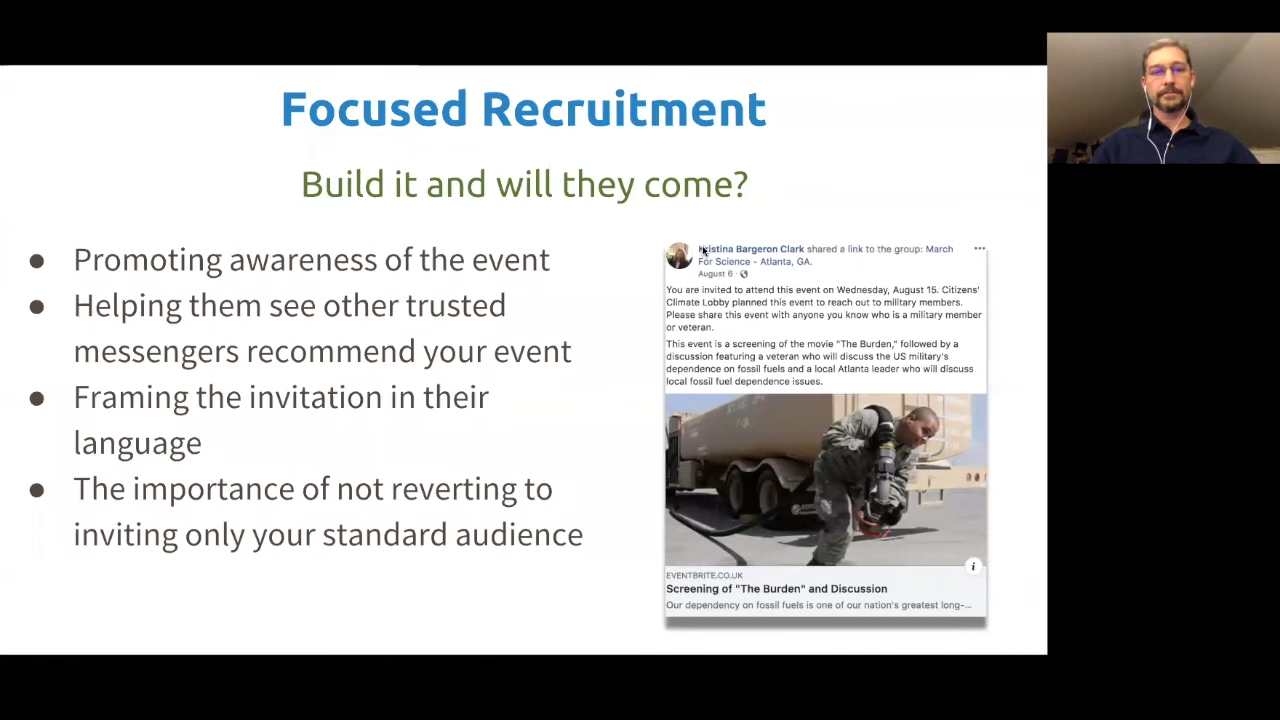 Focused Recruitment
Build it and will they come?
● Promoting awareness of the event
● Helping them see other trusted
messengers recommend your event
● Framing the invitation in their
language
● The importance of not reverting to
inviting only your standard audience
Kristina Bargeron Clark shared a link to the group: March
For Science - Atlanta, GA.
August 6 ·
You are invited to attend this event on Wednesday, August 15. Citizens'
Climate Lobby planned this event to reach out to military members.
Please share this event with anyone you know who is a military member
or veteran.
This event is a screening of the movie "The Burden," followed by a
discussion featuring a veteran who will discuss the US military's
dependence on fossil fuels and a local Atlanta leader who will discuss
local fossil fuel dependence issues.
i
EVENTBRITE.CO.UK
Screening of "The Burden" and Discussion
Our dependency on fossil fuels is one of our nation's greatest long-...